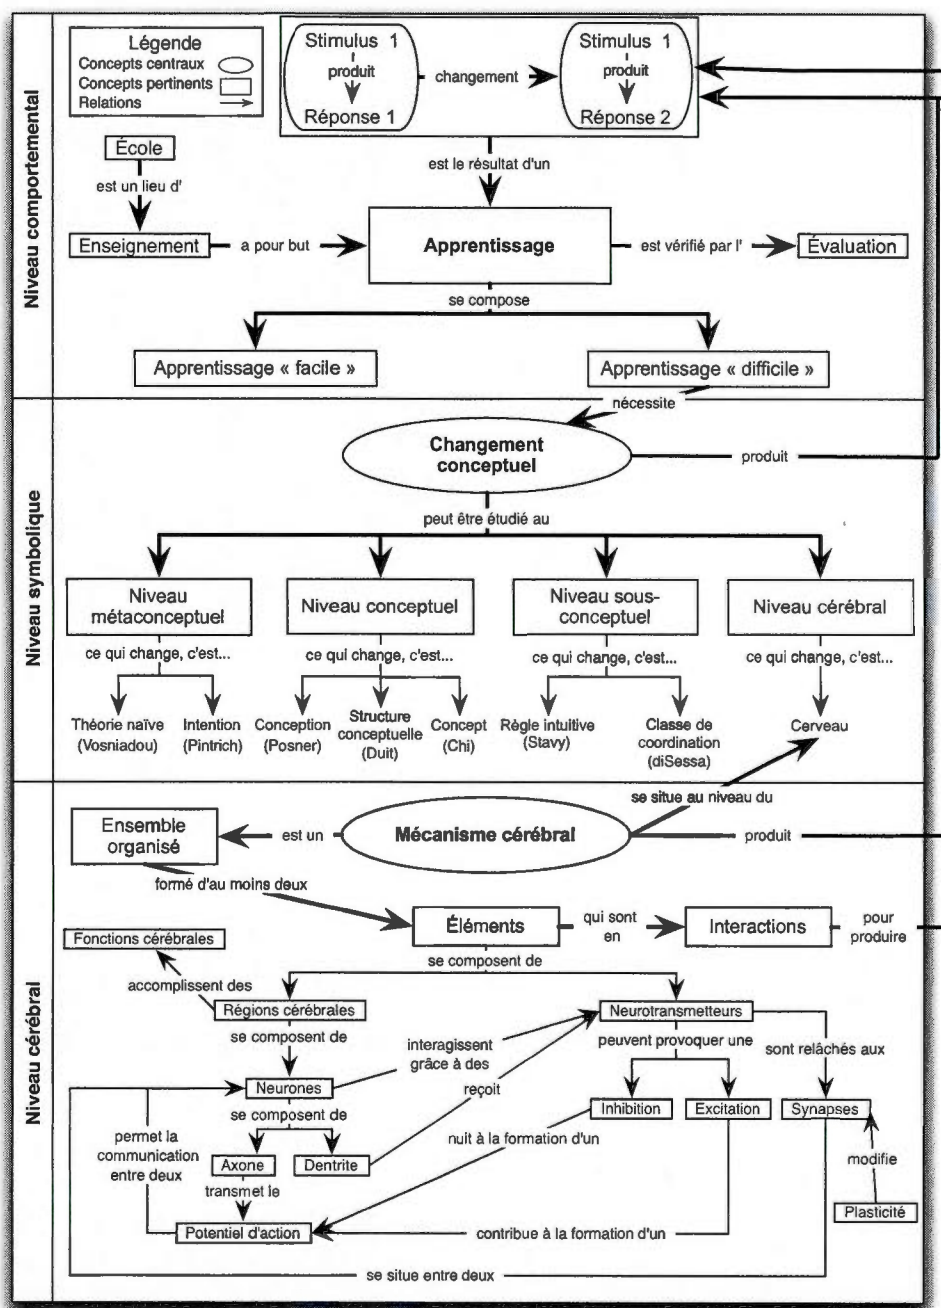 Niveau comportemental
Légende
Concepts centraux
Concepts pertinents
Relations
Stimulus 1
produit
Réponse 1
changement
Stimulus 1
produit
Réponse 2
École
est un lieu d'
est le résultat d'un
Enseignement
a pour but
Apprentissage
est vérifié par l'
Évaluation
se compose
Apprentissage « facile »
Apprentissage « difficile »
Niveau symbolique
nécessite
Changement
conceptuel
produit
peut être étudié au
Niveau
métaconceptuel
Niveau conceptuel
Niveau sous-
conceptuel
Niveau cérébral
ce qui change, c'est...
ce qui change, c'est...
ce qui change, c'est...
ce qui change, c'est...
Théorie naïve
(Vosniadou)
Intention
(Pintrich)
Conception
(Posner)
Structure
conceptuelle
(Duit)
Concept
(Chi)
Règle intuitive
(Stavy)
Classe de
coordination
(diSessa)
Cerveau
Niveau cérébral
se situe au niveau du
Ensemble
organisé
est un
Mécanisme cérébral
produit
formé d'au moins deux
Éléments
qui sont
en
Interactions
pour
produire
Fonctions cérébrales
se composent de
accomplissent des
Régions cérébrales
Neurotransmetteurs
se composent de
interagissent
grâce à des
peuvent provoquer une
sont relâchés aux
Neurones
reçoit
se composent de
Inhibition
Excitation
Synapses
permet la
communication
entre deux
nuit à la formation d'un
Axone
Dentrite
modifie
transmet le
Plasticité
Potentiel d'action
contribue à la formation d'un
se situe entre deux